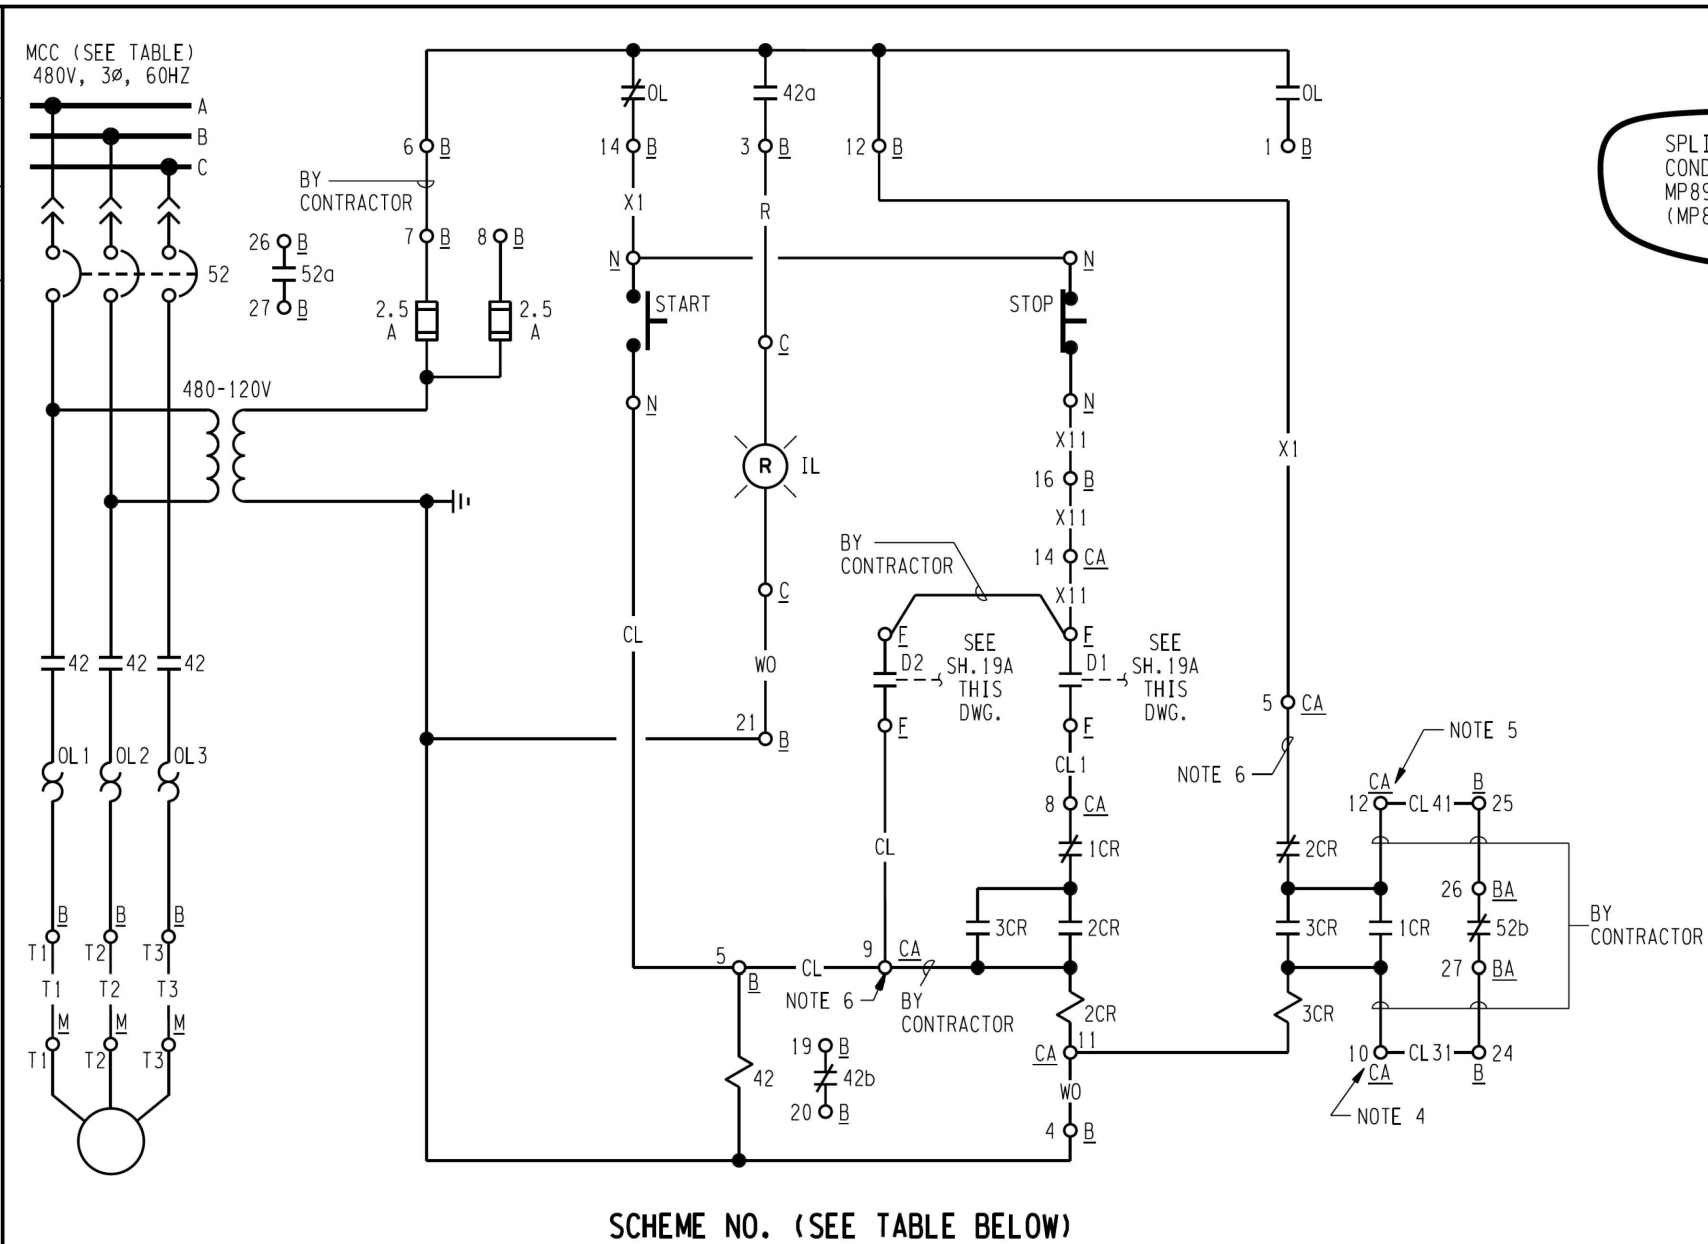 MCC (SEE TABLE)
480V, 3ø, 60HZ
A
B
C
OL
42a
OL
6 B
14 B
3 B
12 B
1 B
BY
CONTRACTOR
X1
R
7 B
8 B
26 B
52a
27 B
52
N
N
2.5
A
2.5
A
START
STOP
C
480-120V
N
N
X11
X1
R
IL
16 B
X11
14 CA
BY
CONTRACTOR
X11
C
CL
F
F
42
42
42
WO
D2
SEE
SH.19A
THIS
DWG.
D1
SEE
SH.19A
THIS
DWG.
5 CA
F
F
21
B
NOTE 5
OL1
OL2
OL3
CL1
NOTE 6
8 CA
CA
12
CL41
B
25
CL
1CR
2CR
26 BA
3CR
2CR
3CR
1CR
52b
BY
CONTRACTOR
B
B
B
T1
T2
T3
5
B
CL
9 CA
27 BA
T1
T2
T3
NOTE 6
BY
CONTRACTOR
2CR
3CR
M
M
M
T1
T2
T3
19 B
42b
20 B
42
CA
11
10
CA
CL31
24
B
WO
NOTE 4
4 B
SCHEME NO. (SEE TABLE BELOW)